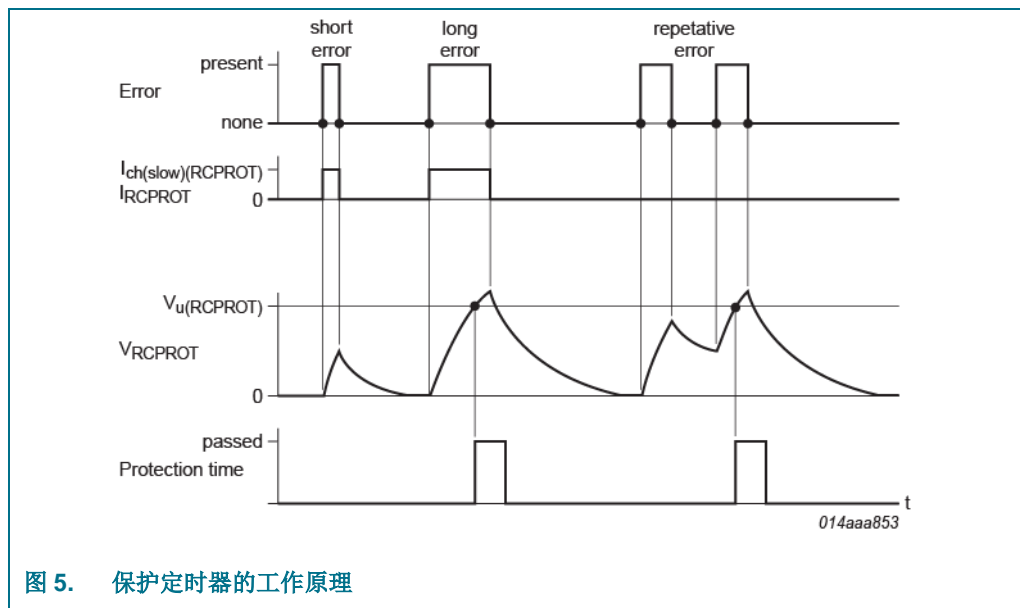 short error
long error
repetative error
present
Error
none
Ich(slow)(RCPROT)
IRCPROT
0
Vu(RCPROT)
VRCPROT
0
passed
Protection time
t
014aaa853
图 5. 保护定时器的工作原理